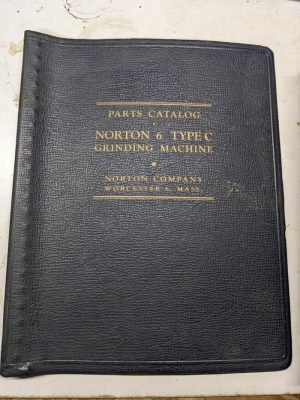 PARTS CATALOG
NORTON 6 TYPE C
GRINDING MACHINE
NORTON COMPANY
WORCESTER 6, MASS.